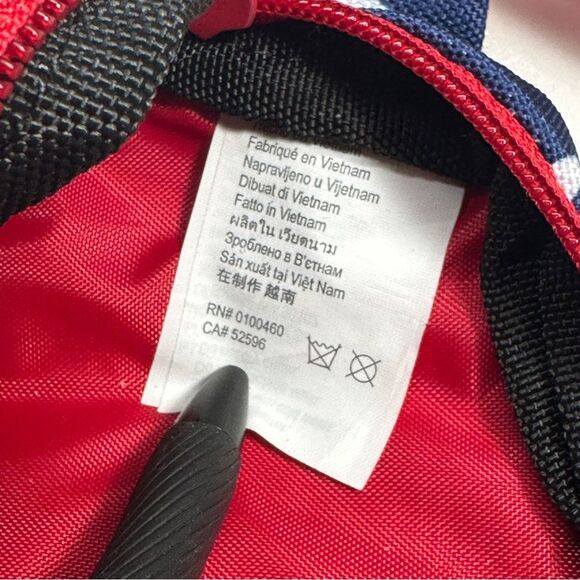 Fabriqué en Vietnam
Napravljeno u Vijetnam
Dibuat di Vietnam
Fatto in Vietnam
ผลิตใน เวียดนาม
Зроблено в В'єтнам
Sản xuất tại Việt Nam
在制作 越南
RN# 0100460
CA# 52596